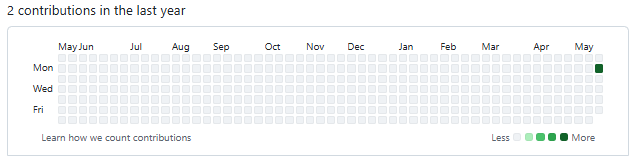 2 contributions in the last year
May Jun Jul Aug Sep Oct Nov Dec Jan Feb Mar Apr May
Mon
Wed
Fri
Learn how we count contributions Less More